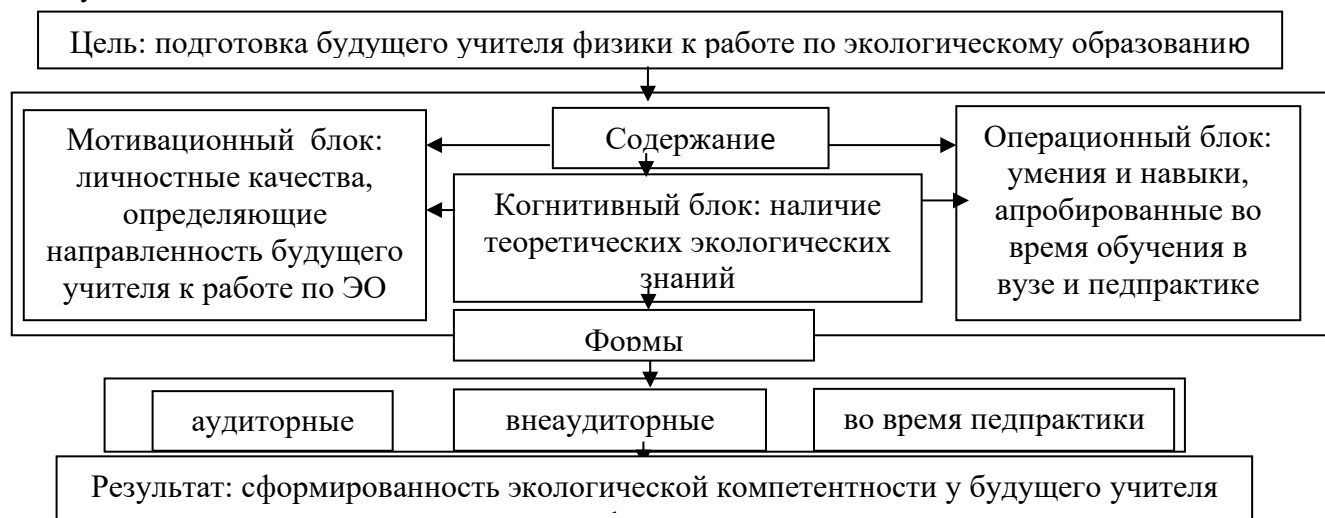 Цель: подготовка будущего учителя физики к работе по экологическому образованию
Содержание
Мотивационный блок:
личностные качества,
определяющие
направленность будущего
учителя к работе по ЭО
Когнитивный блок: наличие
теоретических экологических
знаний
Операционный блок:
умения и навыки,
апробированные во
время обучения в
вузе и педпрактике
Формы
аудиторные
внеаудиторные
во время педпрактики
Результат: сформированность экологической компетентности у будущего учителя